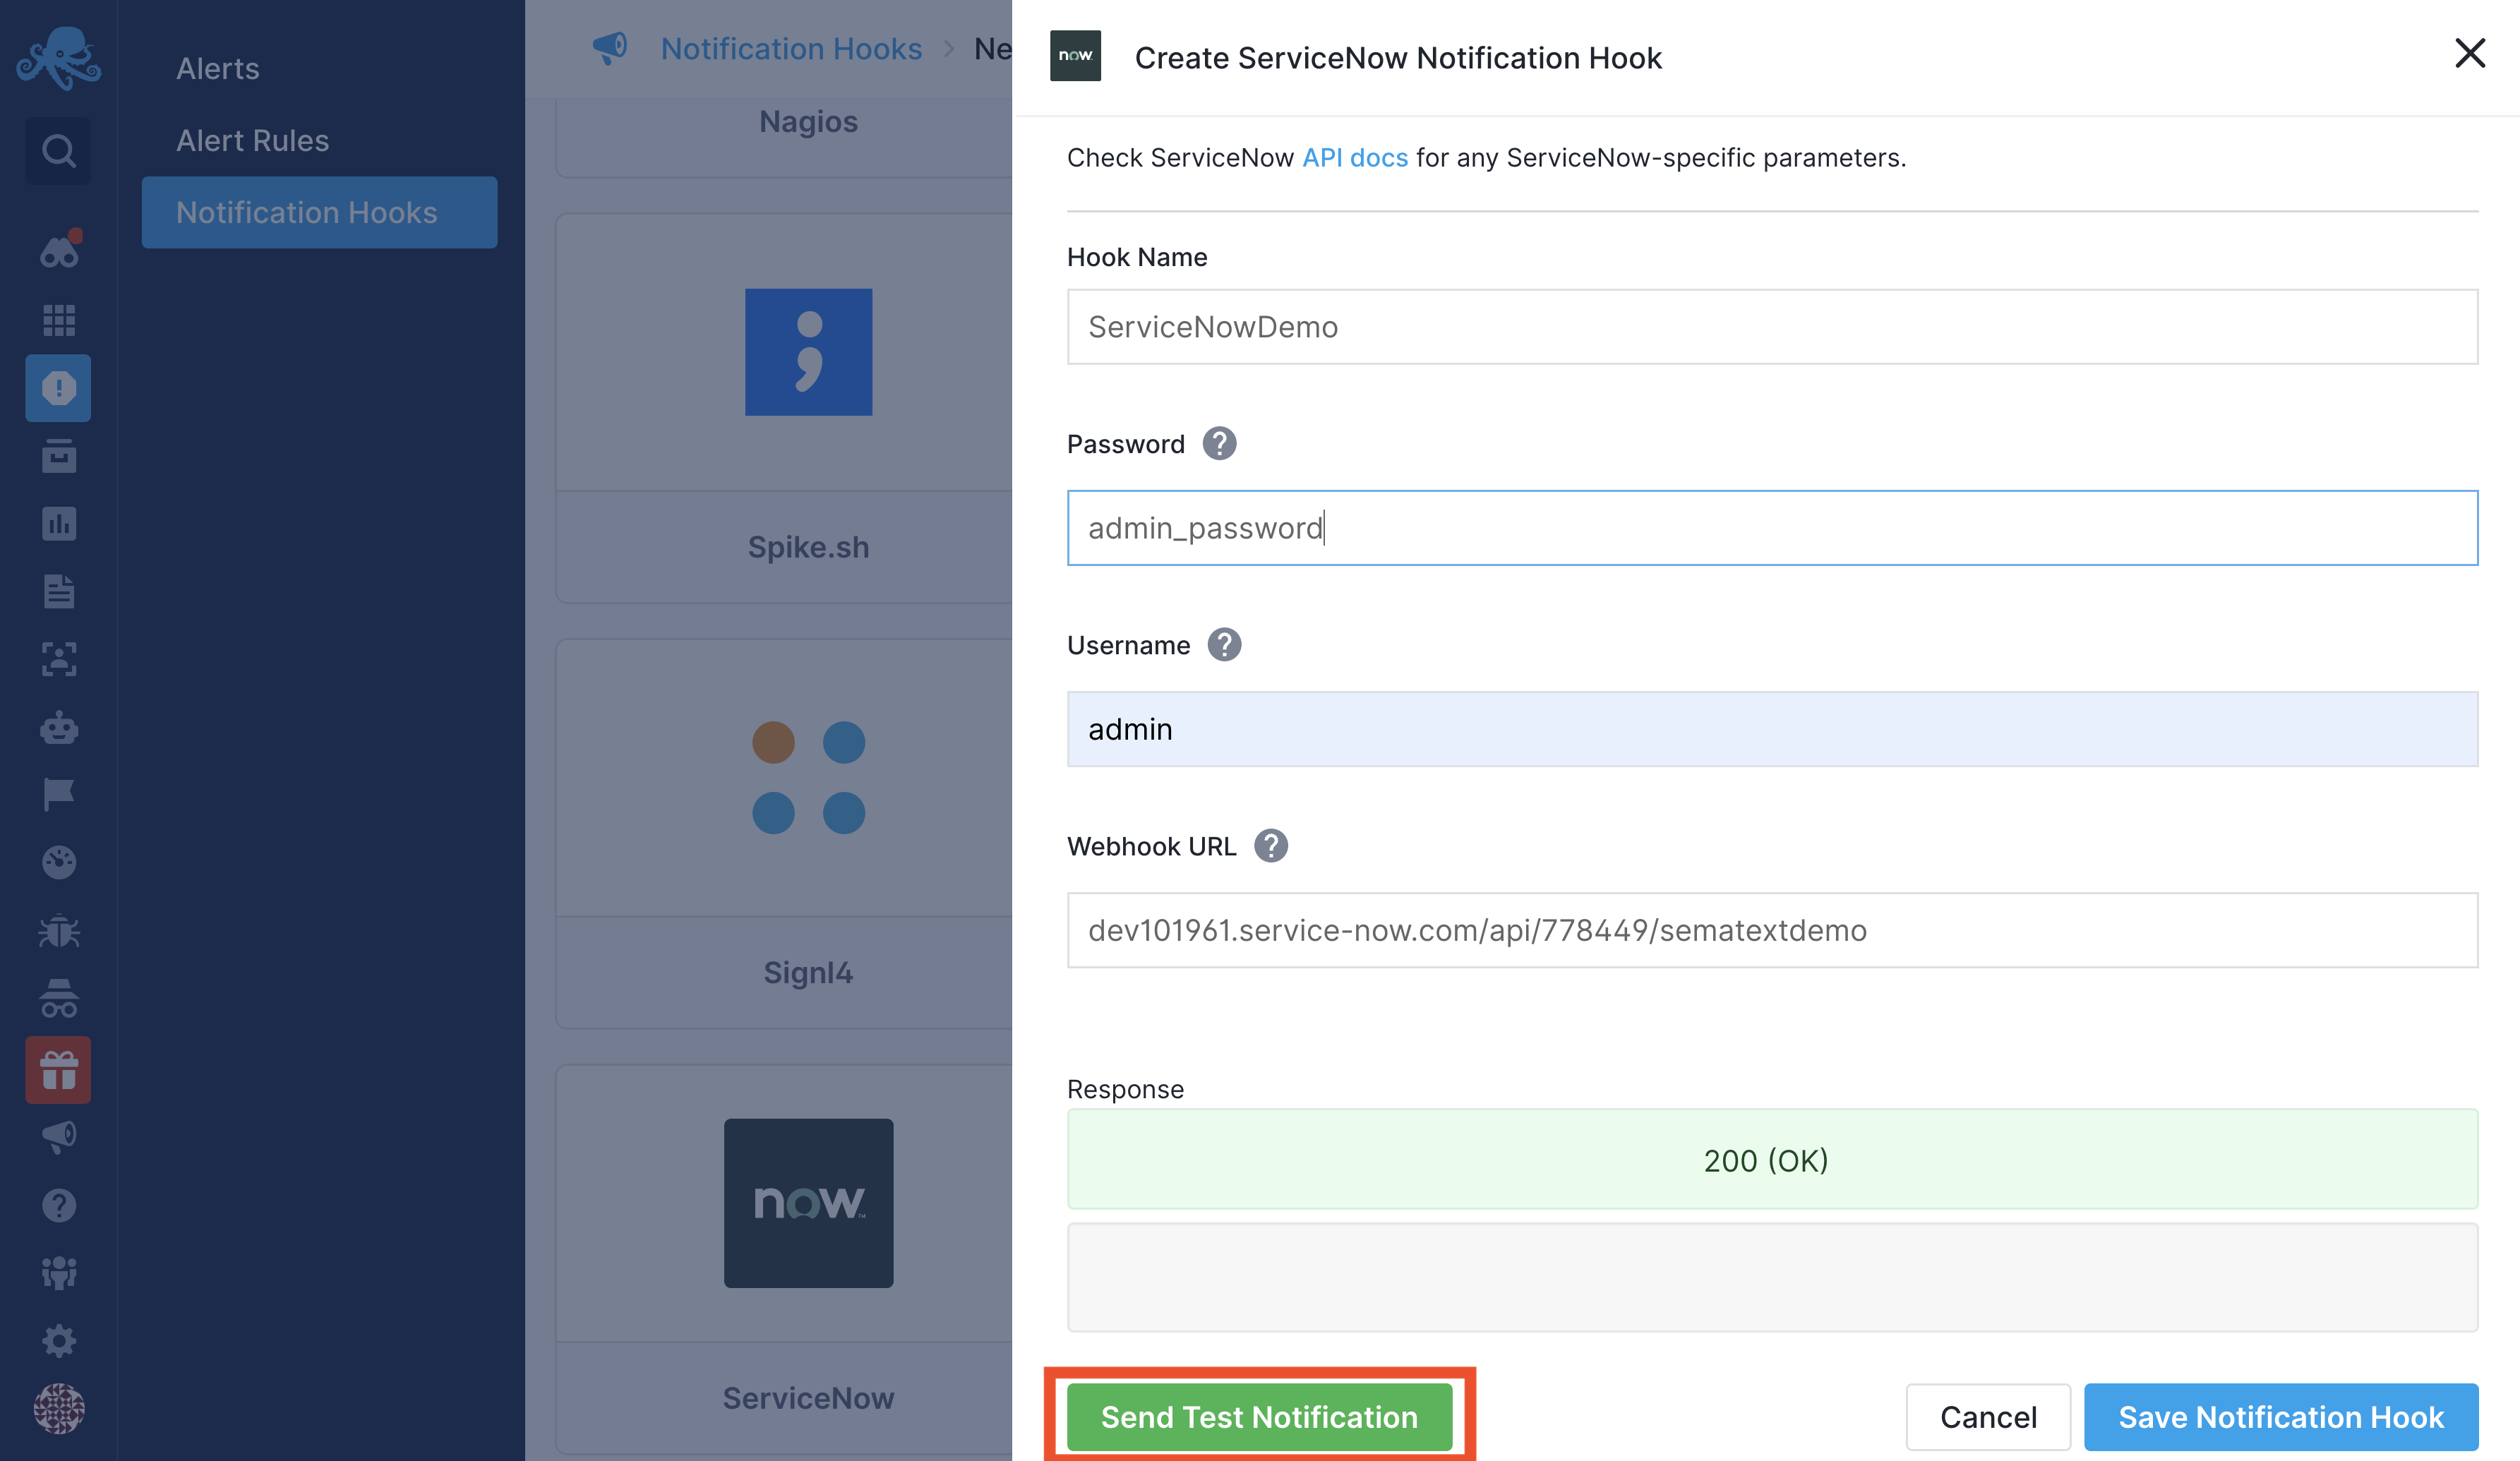 Alerts
Alert Rules
Notification Hooks
Notification Hooks > Ne
Nagios
Spike.sh
Signl4
now
ServiceNow
now
Create ServiceNow Notification Hook
Check ServiceNow API docs for any ServiceNow-specific parameters.
Hook Name
ServiceNowDemo
Password ?
admin_password
Username ?
admin
Webhook URL ?
dev101961.service-now.com/api/778449/sematextdemo
Response
200 (OK)
Send Test Notification
Cancel
Save Notification Hook